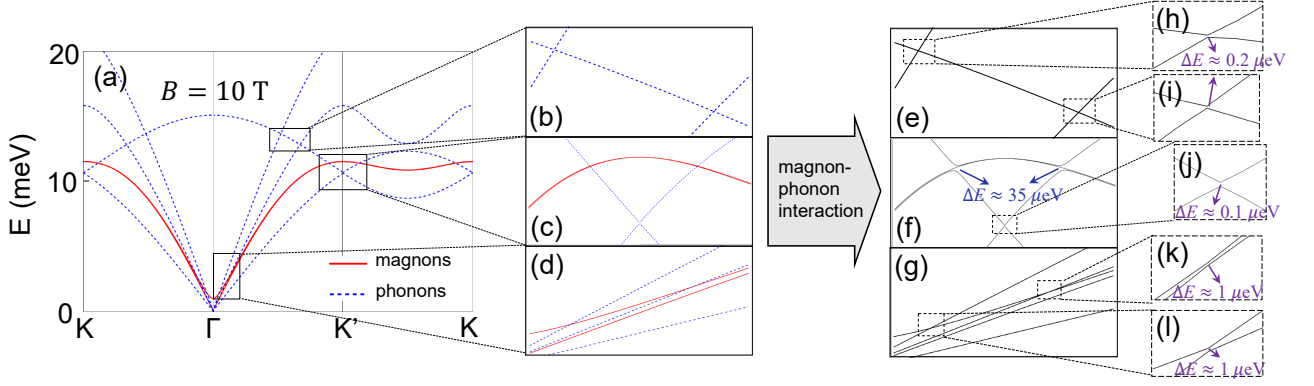 20
(a)
B = 10 T
E (meV)
10
magnons
phonons
0
K
Γ
K'
K
(b)
(c)
(d)
magnon-
phonon
interaction
(e)
(f)
ΔE ≈ 35 μeV
(g)
(h)
ΔE ≈ 0.2 μeV
(i)
(j)
ΔE ≈ 0.1 μeV
(k)
ΔE ≈ 1 μeV
(l)
ΔE ≈ 1 μeV